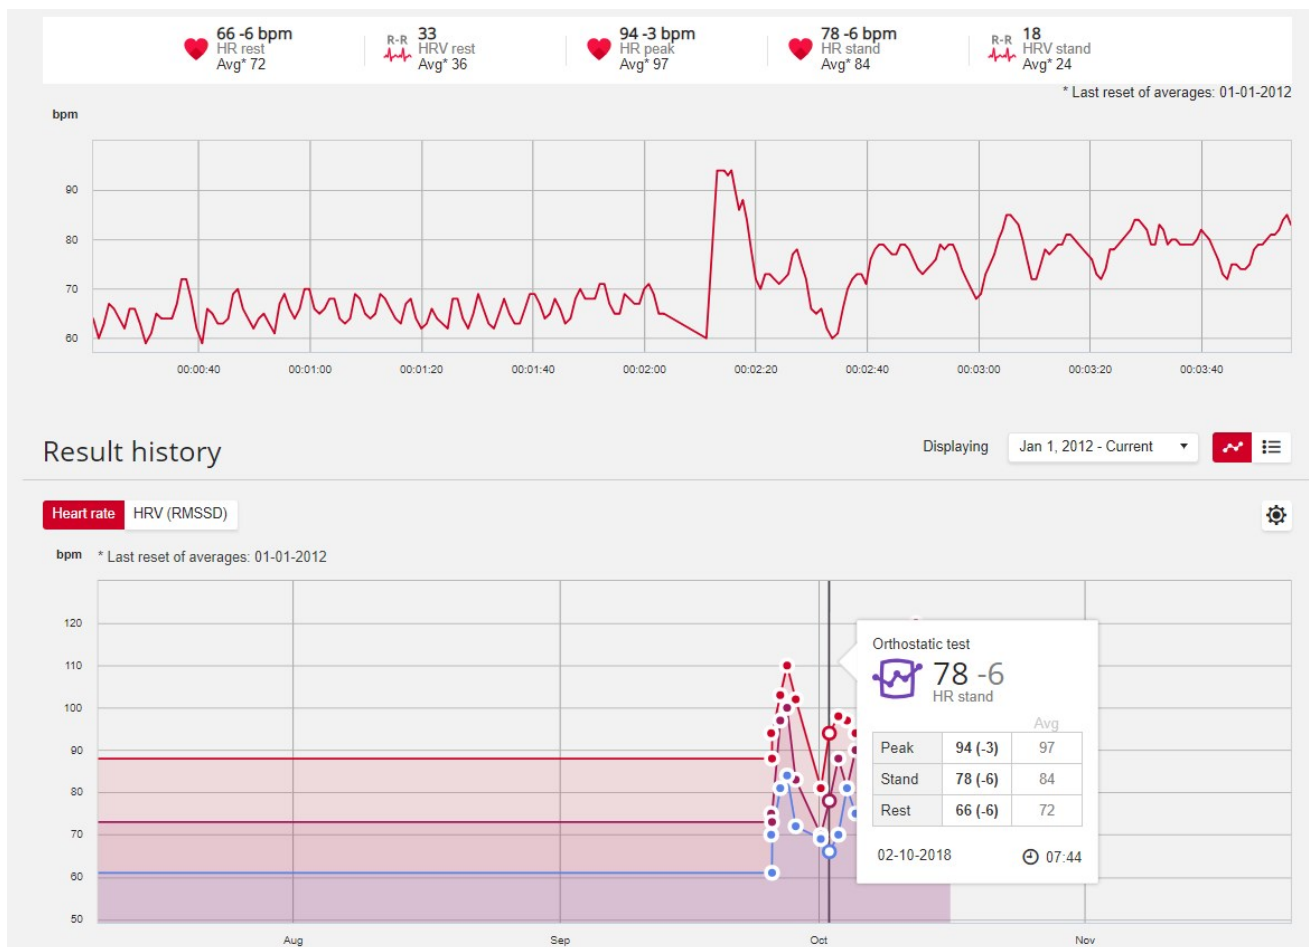 66 -6 bpm
HR rest
Avg* 72
R-R
33
HRV rest
Avg* 36
94 -3 bpm
HR peak
Avg* 97
78 -6 bpm
HR stand
Avg* 84
R-R
18
HRV stand
Avg* 24
* Last reset of averages: 01-01-2012
bpm
90
80
70
60
00:00:40 00:01:00 00:01:20 00:01:40 00:02:00 00:02:20 00:02:40 00:03:00 00:03:20 00:03:40
Result history
Displaying Jan 1, 2012 - Current
Heart rate HRV (RMSSD)
bpm * Last reset of averages: 01-01-2012
120
110
100
90
80
70
60
50
Aug Sep Oct Nov
Orthostatic test
78 -6
HR stand
Avg
Peak 94 (-3) 97
Stand 78 (-6) 84
Rest 66 (-6) 72
02-10-2018 07:44